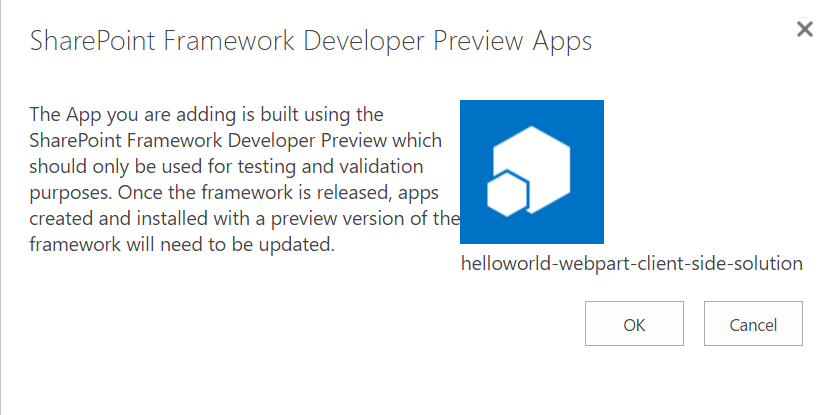 SharePoint Framework Developer Preview Apps
The App you are adding is built using the
SharePoint Framework Developer Preview which
should only be used for testing and validation
purposes. Once the framework is released, apps
created and installed with a preview version of the
framework will need to be updated.
helloworld-webpart-client-side-solution
OK
Cancel